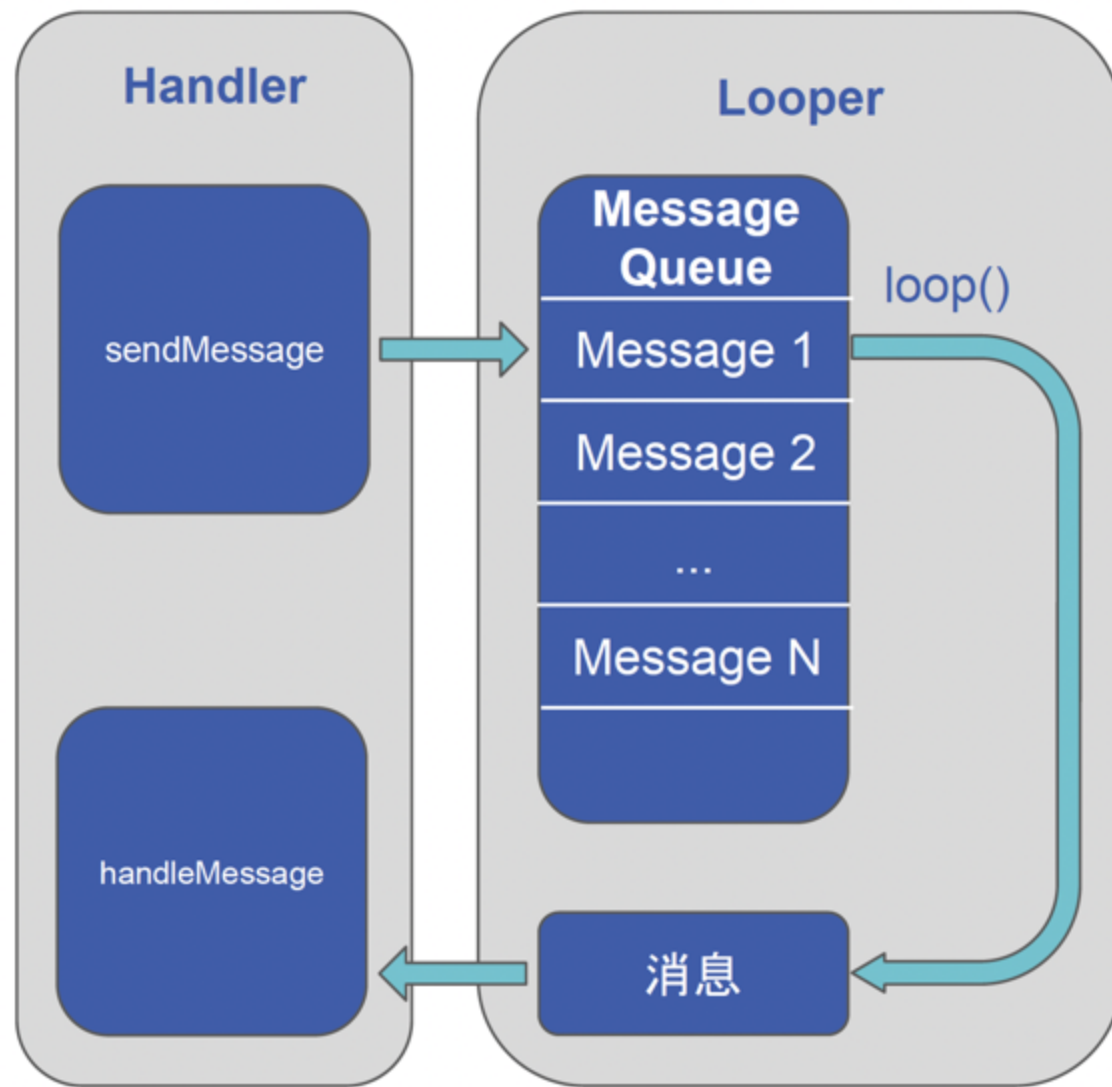 Handler
sendMessage
handleMessage
Looper
Message
Queue
Message 1
Message 2
...
Message N
loop()
消息